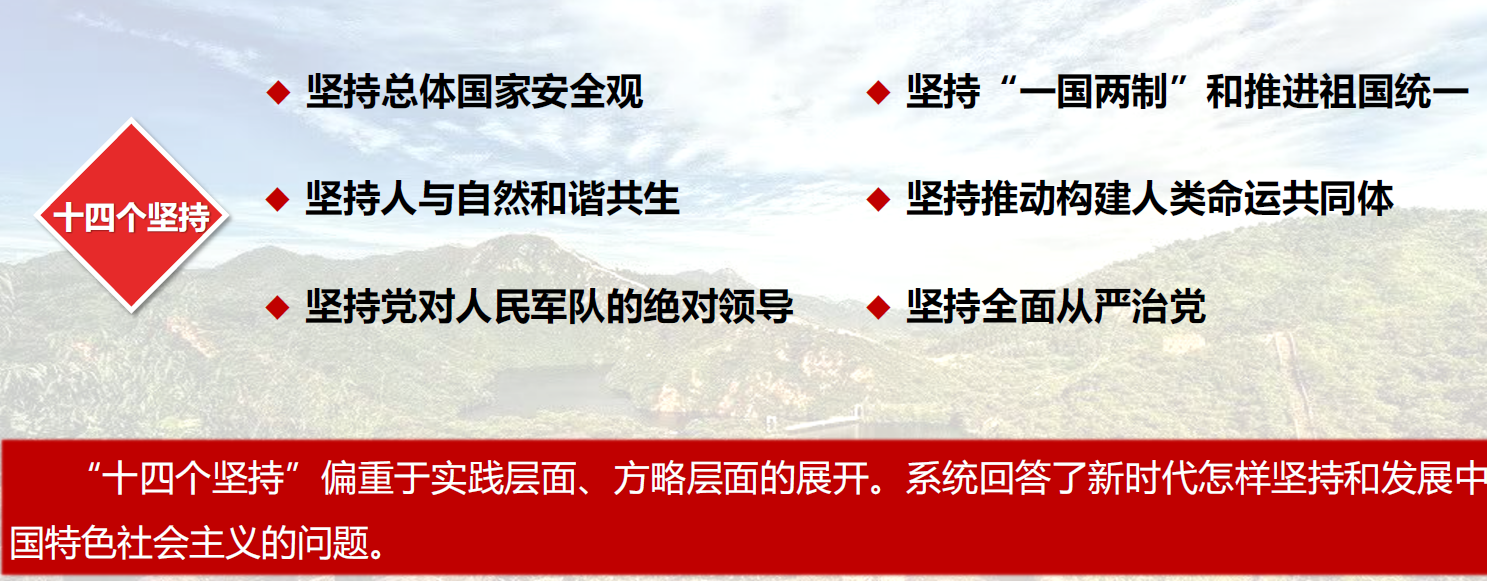 十四个坚持
坚持总体国家安全观
坚持“一国两制”和推进祖国统一
坚持人与自然和谐共生
坚持推动构建人类命运共同体
坚持党对人民军队的绝对领导
坚持全面从严治党
“十四个坚持”偏重于实践层面、方略层面的展开。系统回答了新时代怎样坚持和发展中
国特色社会主义的问题。